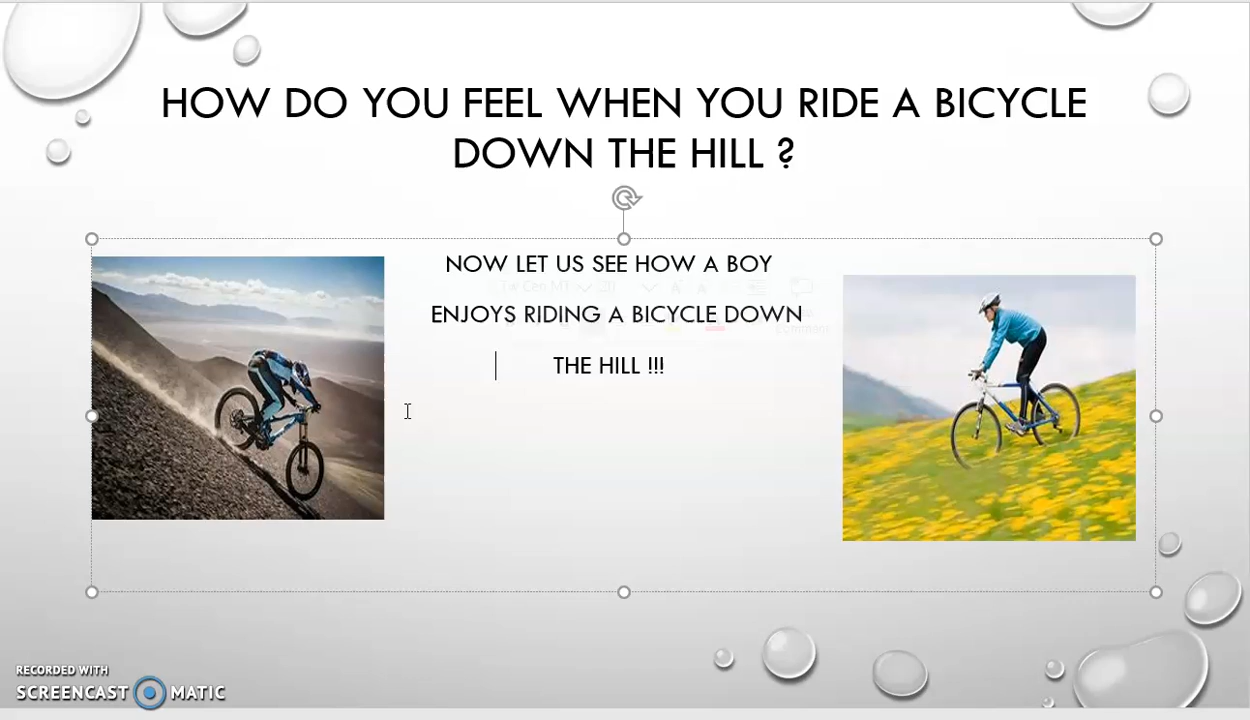 HOW DO YOU FEEL WHEN YOU RIDE A BICYCLE
DOWN THE HILL ?
NOW LET US SEE HOW A BOY
ENJOYS RIDING A BICYCLE DOWN
THE HILL !!!
RECORDED WITH
SCREENCAST MATIC